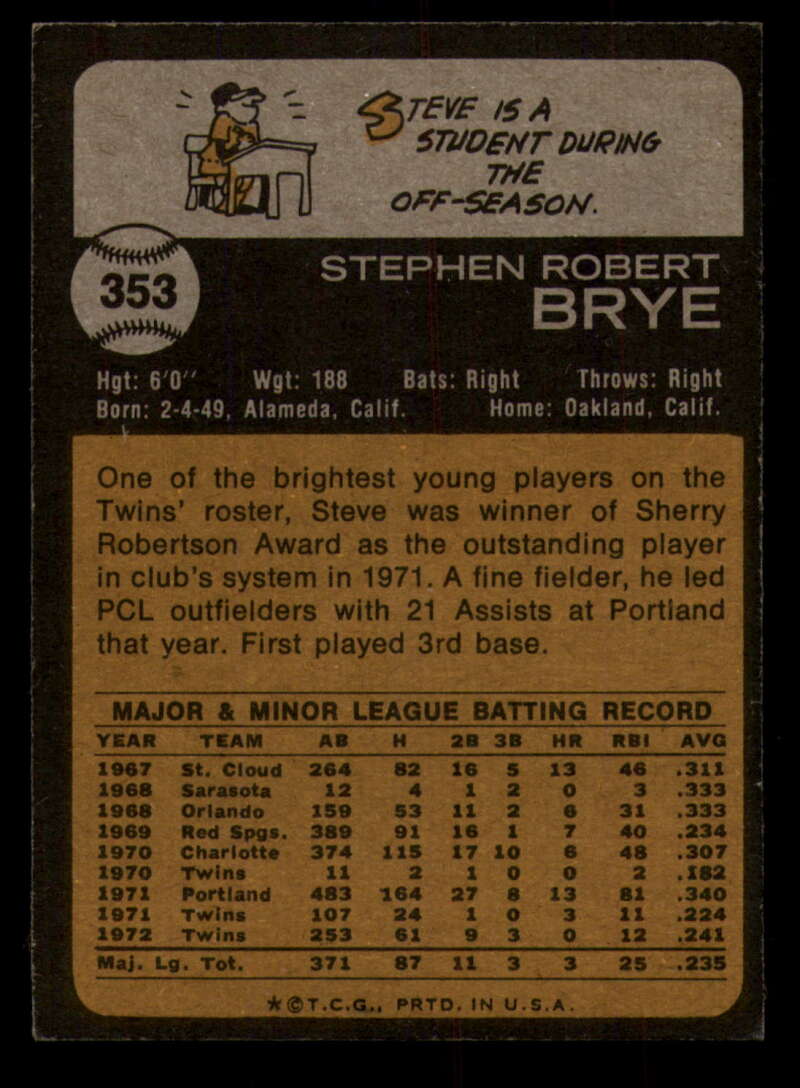 STEVE IS A
STUDENT DURING
THE
OFF-SEASON.
353
STEPHEN ROBERT
BRYE
Hgt: 6'0" Wgt: 188 Bats: Right Throws: Right
Born: 2-4-49, Alameda, Calif. Home: Oakland, Calif.
One of the brightest young players on the
Twins' roster, Steve was winner of Sherry
Robertson Award as the outstanding player
in club's system in 1971. A fine fielder, he led
PCL outfielders with 21 Assists at Portland
that year. First played 3rd base.
MAJOR & MINOR LEAGUE BATTING RECORD
YEAR TEAM AB H 2B 3B HR RBI AVG
1967 St. Cloud 264 82 16 5 13 46 .311
1968 Sarasota 12 4 1 2 0 3 .333
1968 Orlando 159 53 11 2 6 31 .333
1969 Red Spgs. 389 91 16 1 7 40 .234
1970 Charlotte 374 115 17 10 6 48 .307
1970 Twins 11 2 1 0 0 2 .182
1971 Portland 483 164 27 8 13 81 .340
1971 Twins 107 24 1 0 3 11 .224
1972 Twins 253 61 9 3 0 12 .241
Maj. Lg. Tot. 371 87 11 3 3 25 .235
*©T.C.G., PRTD. IN U.S.A.